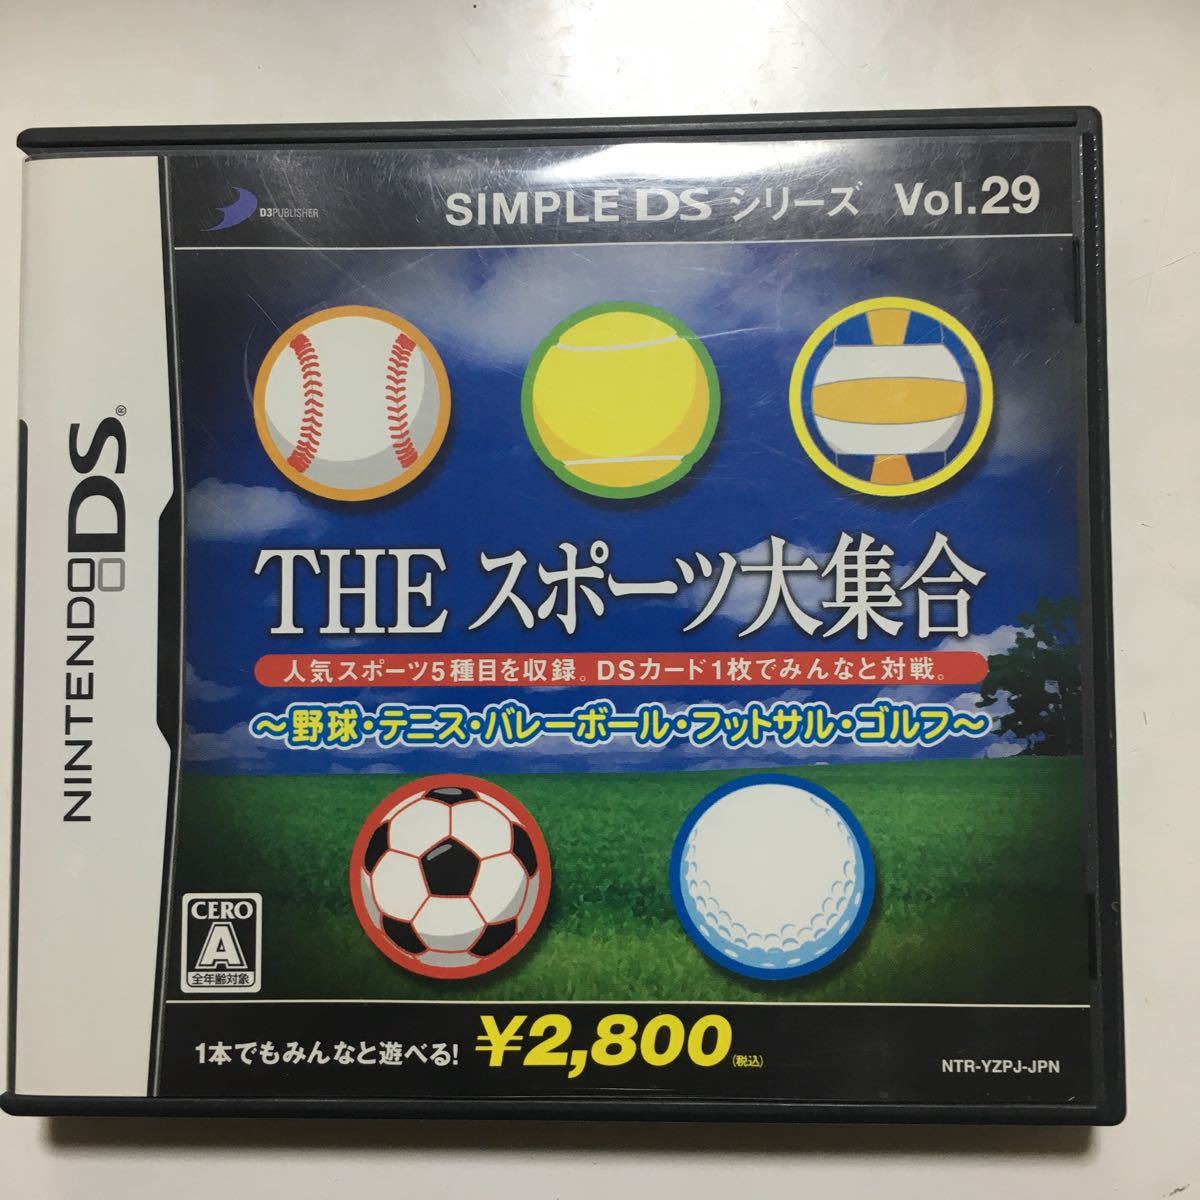 D3PUBLISHER
SIMPLE DS シリーズ Vol.29
NINTENDO DS®
THE スポーツ大集合
人気スポーツ5種目を収録。DSカード1枚でみんなと対戦。
～野球・テニス・バレーボール・フットサル・ゴルフ～
CERO
A
全年齢対象
1本でもみんなと遊べる! ¥2,800(税込)
NTR-YZPJ-JPN